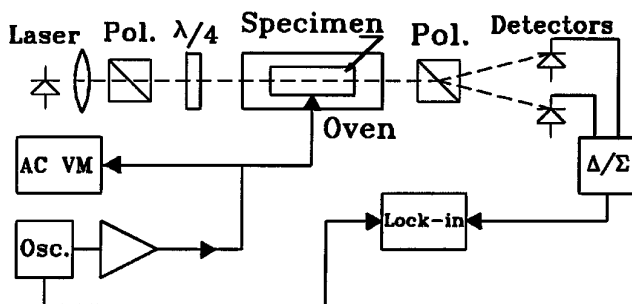 Laser
Pol.
λ/4
Specimen
Pol.
Detectors
Oven
AC VM
Δ/Σ
Lock-in
Osc.